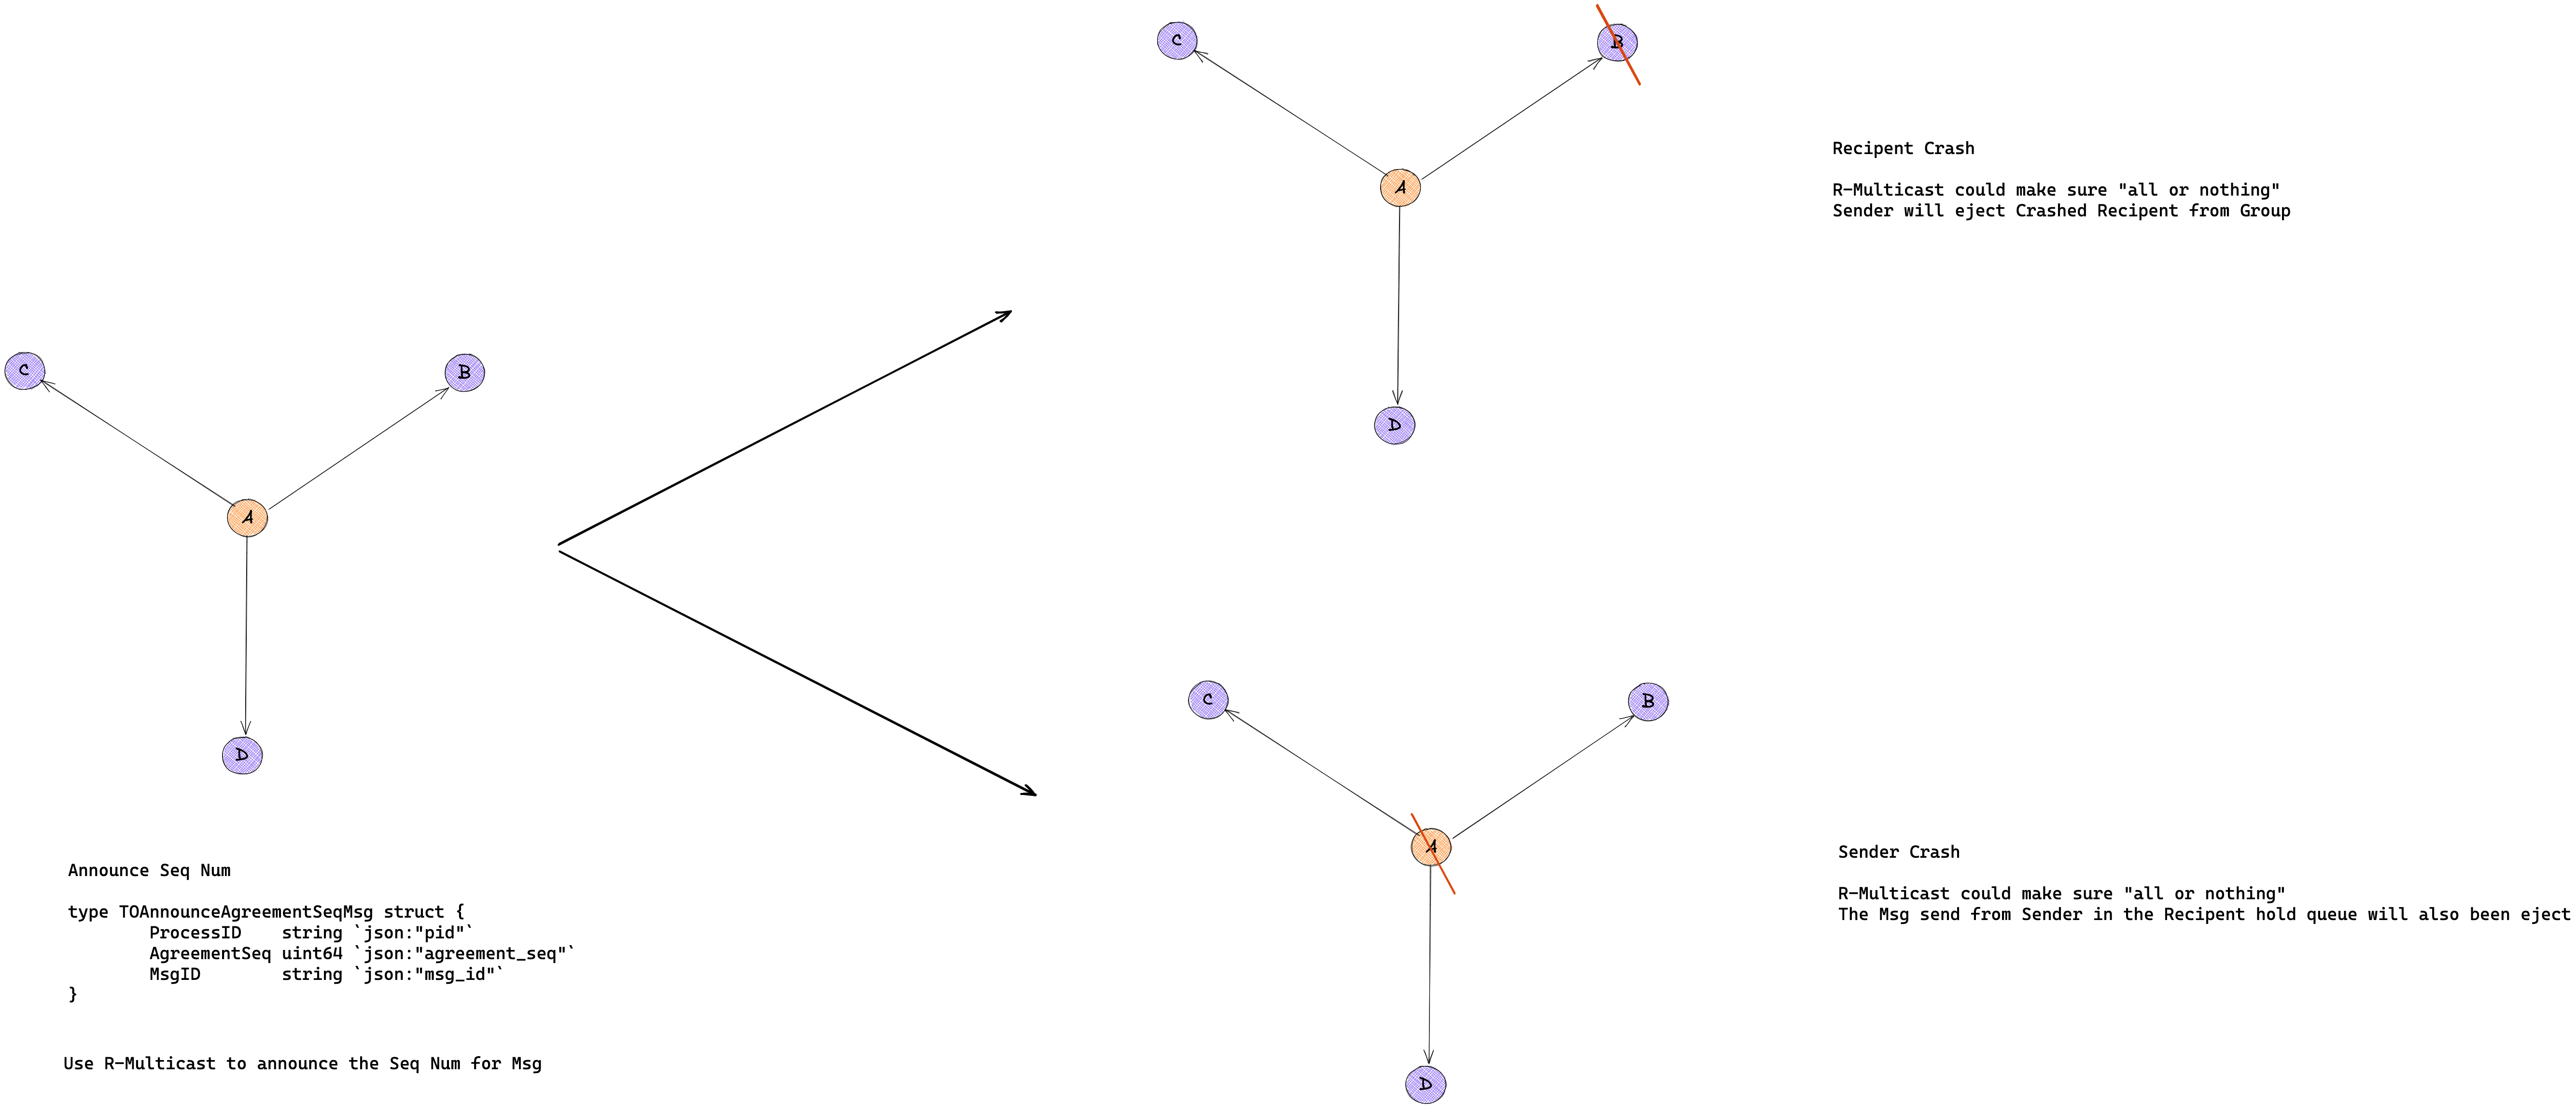 C
B
A
D
Announce Seq Num
type TOAnnounceAgreementSeqMsg struct {
ProcessID    string `json:"pid"`
AgreementSeq uint64 `json:"agreement_seq"`
MsgID        string `json:"msg_id"`
}
Use R-Multicast to announce the Seq Num for Msg
C
B
A
D
Recipent Crash
R-Multicast could make sure "all or nothing"
Sender will eject Crashed Recipent from Group
C
B
A
D
Sender Crash
R-Multicast could make sure "all or nothing"
The Msg send from Sender in the Recipent hold queue will also been eject